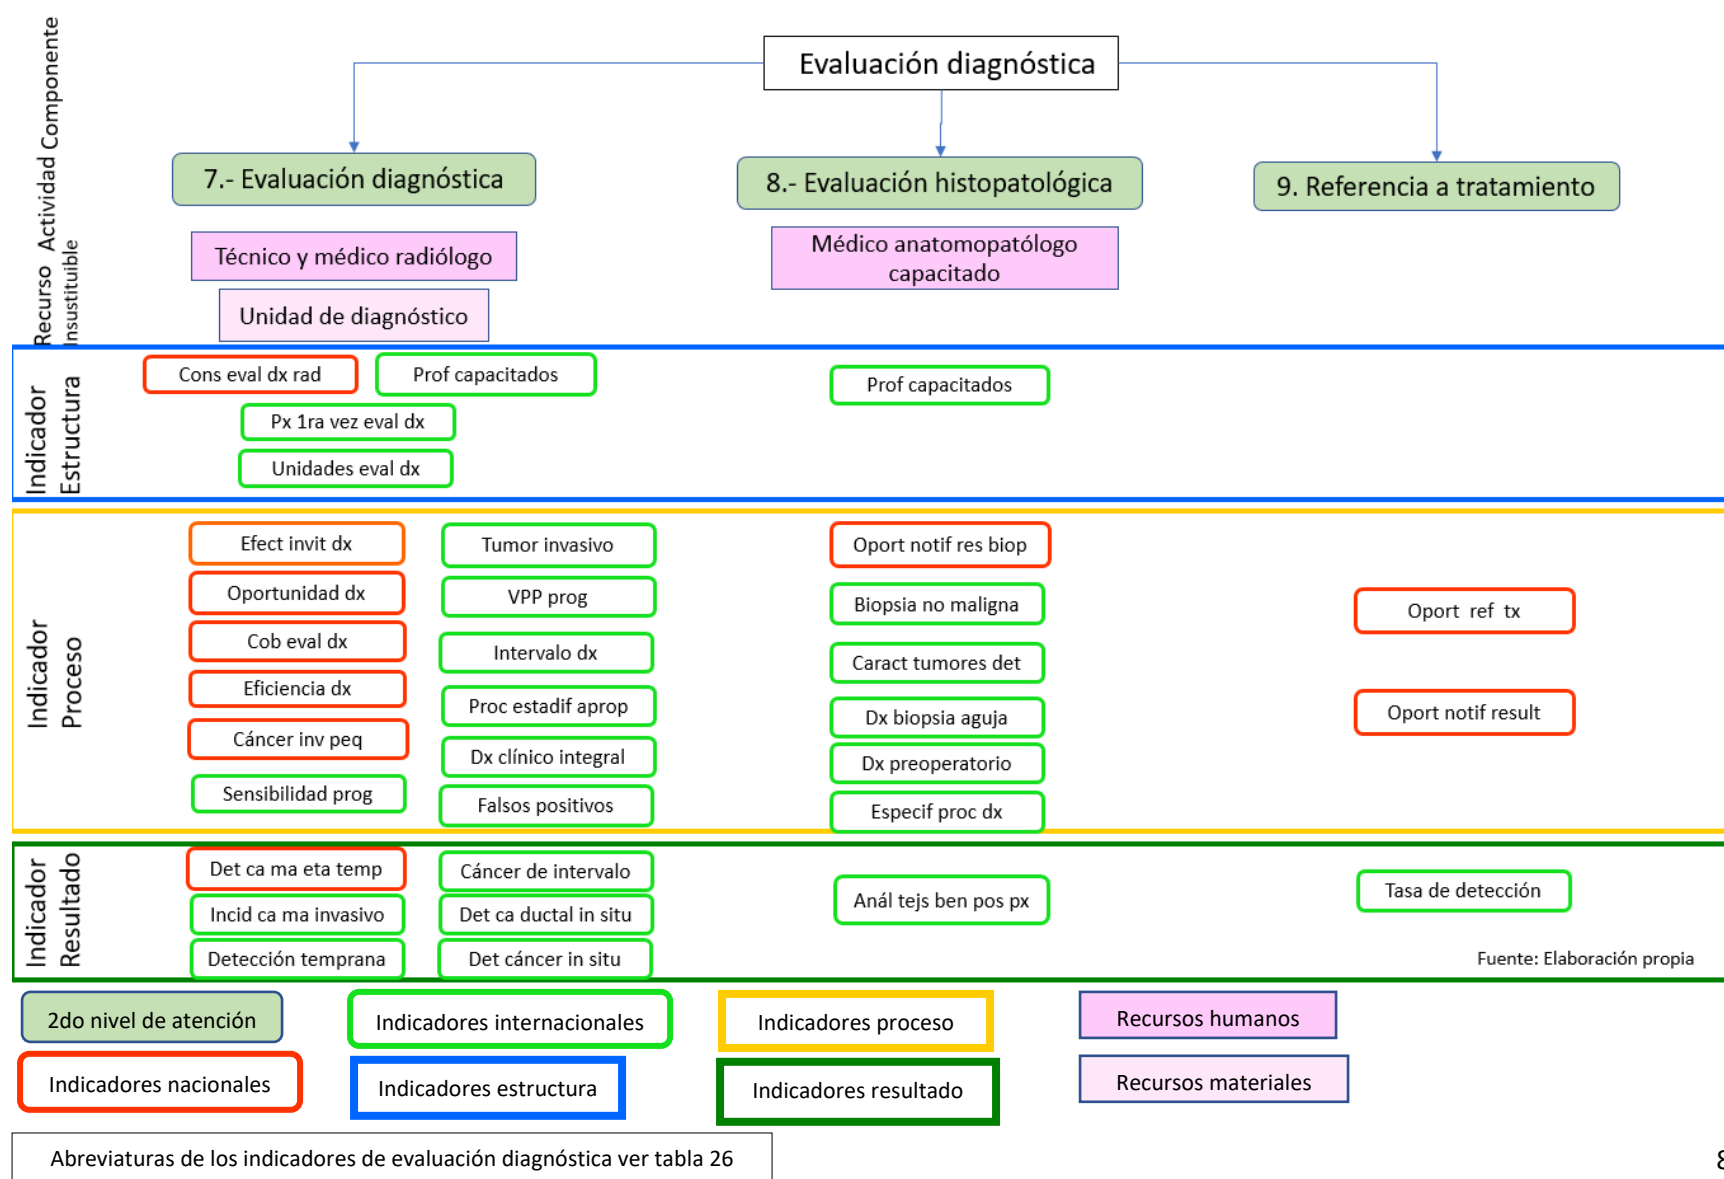 Evaluación diagnóstica
Componente
Actividad
Recurso
Insustituible
7.- Evaluación diagnóstica
8.- Evaluación histopatológica
9. Referencia a tratamiento
Técnico y médico radiólogo
Unidad de diagnóstico
Médico anatomopatólogo
capacitado
Indicador
Estructura
Cons eval dx rad
Prof capacitados
Px 1ra vez eval dx
Unidades eval dx
Prof capacitados
Indicador
Proceso
Efect invit dx
Oportunidad dx
Cob eval dx
Eficiencia dx
Cáncer inv peq
Sensibilidad prog
Tumor invasivo
VPP prog
Intervalo dx
Proc estadif aprop
Dx clínico integral
Falsos positivos
Oport notif res biop
Biopsia no maligna
Caract tumores det
Dx biopsia aguja
Dx preoperatorio
Especif proc dx
Oport  ref  tx
Oport notif result
Indicador
Resultado
Det ca ma eta temp
Incid ca ma invasivo
Detección temprana
Cáncer de intervalo
Det ca ductal in situ
Det cáncer in situ
Anál tejs ben pos px
Tasa de detección
Fuente: Elaboración propia
2do nivel de atención
Indicadores internacionales
Indicadores proceso
Recursos humanos
Indicadores nacionales
Indicadores estructura
Indicadores resultado
Recursos materiales
Abreviaturas de los indicadores de evaluación diagnóstica ver tabla 26